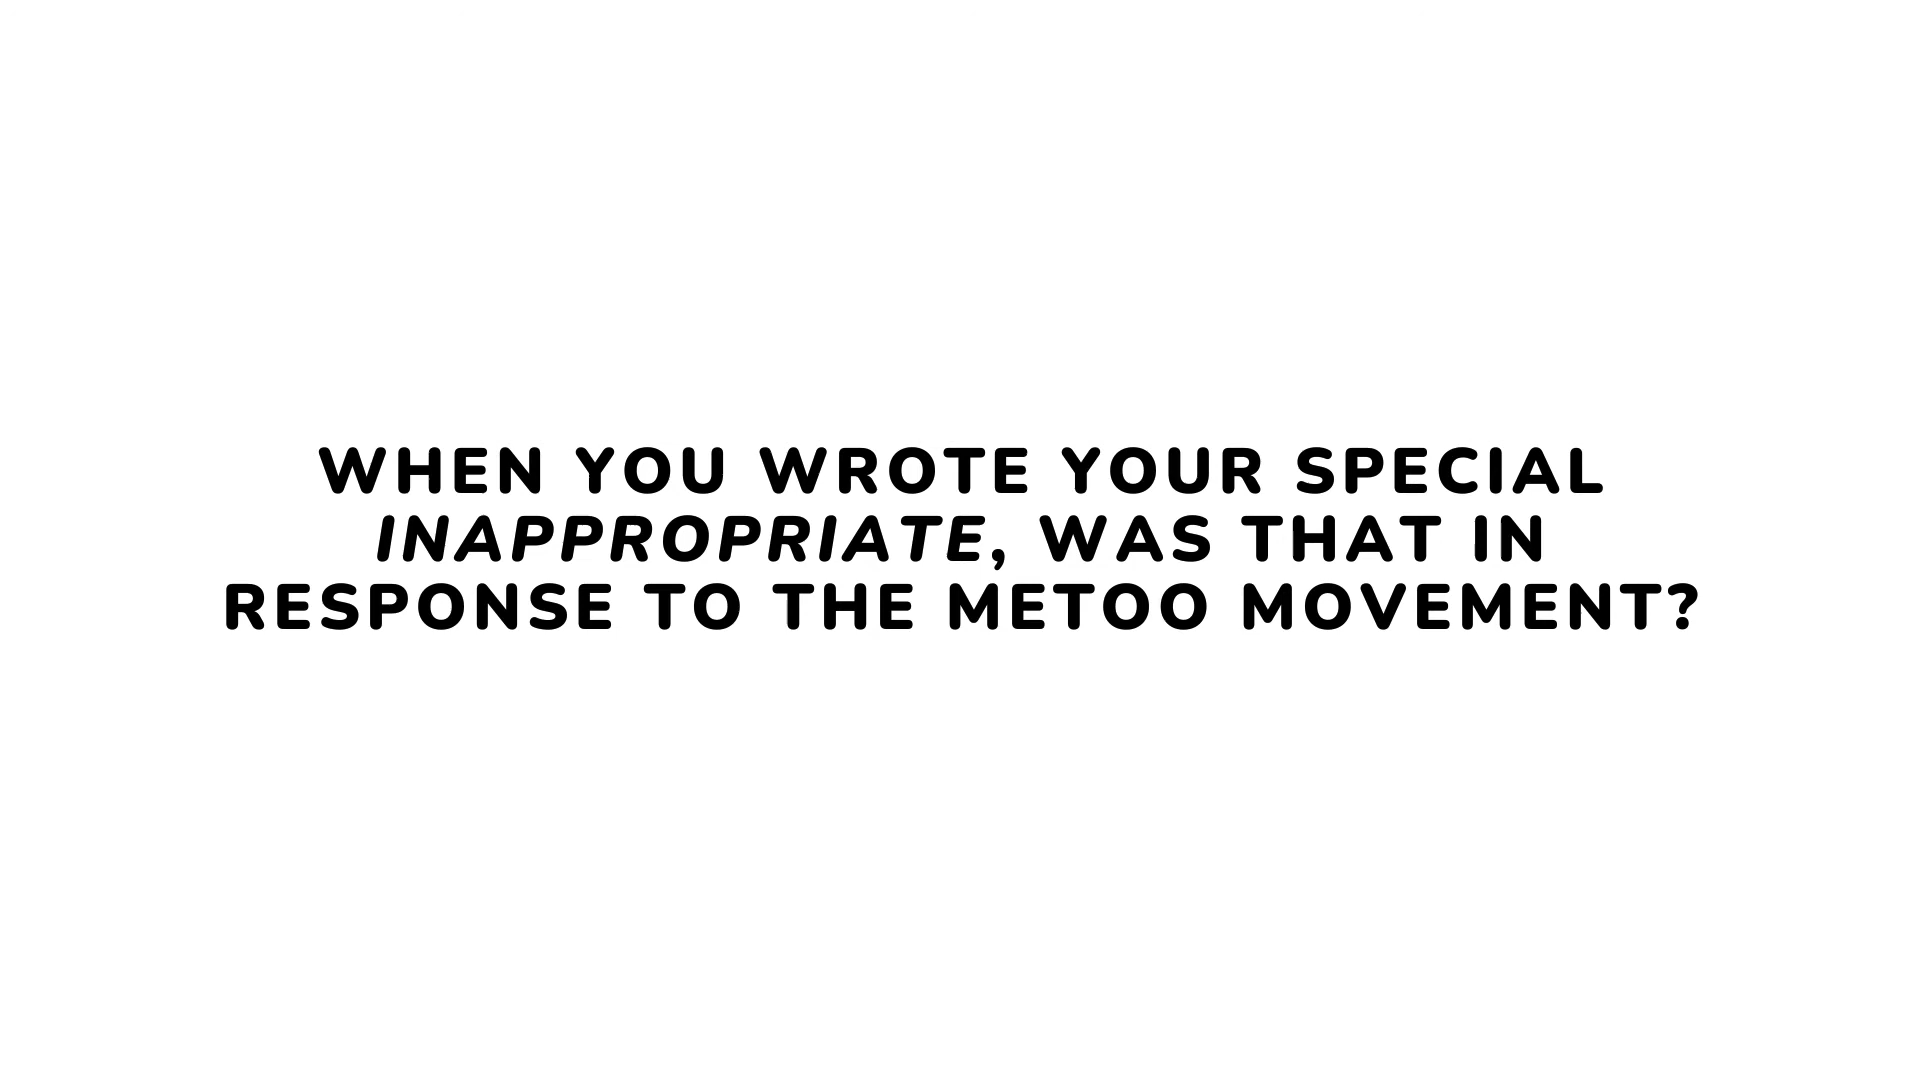 WHEN YOU WROTE YOUR SPECIAL
INAPPROPRIATE, WAS THAT IN
RESPONSE TO THE METOO MOVEMENT?